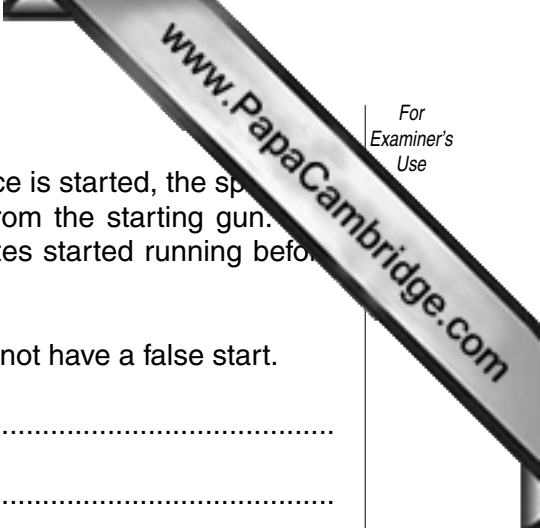 www.PapaCambridge.com
For
Examiner's
Use
ce is started, the sp
rom the starting gun.
tes started running befo
not have a false start.